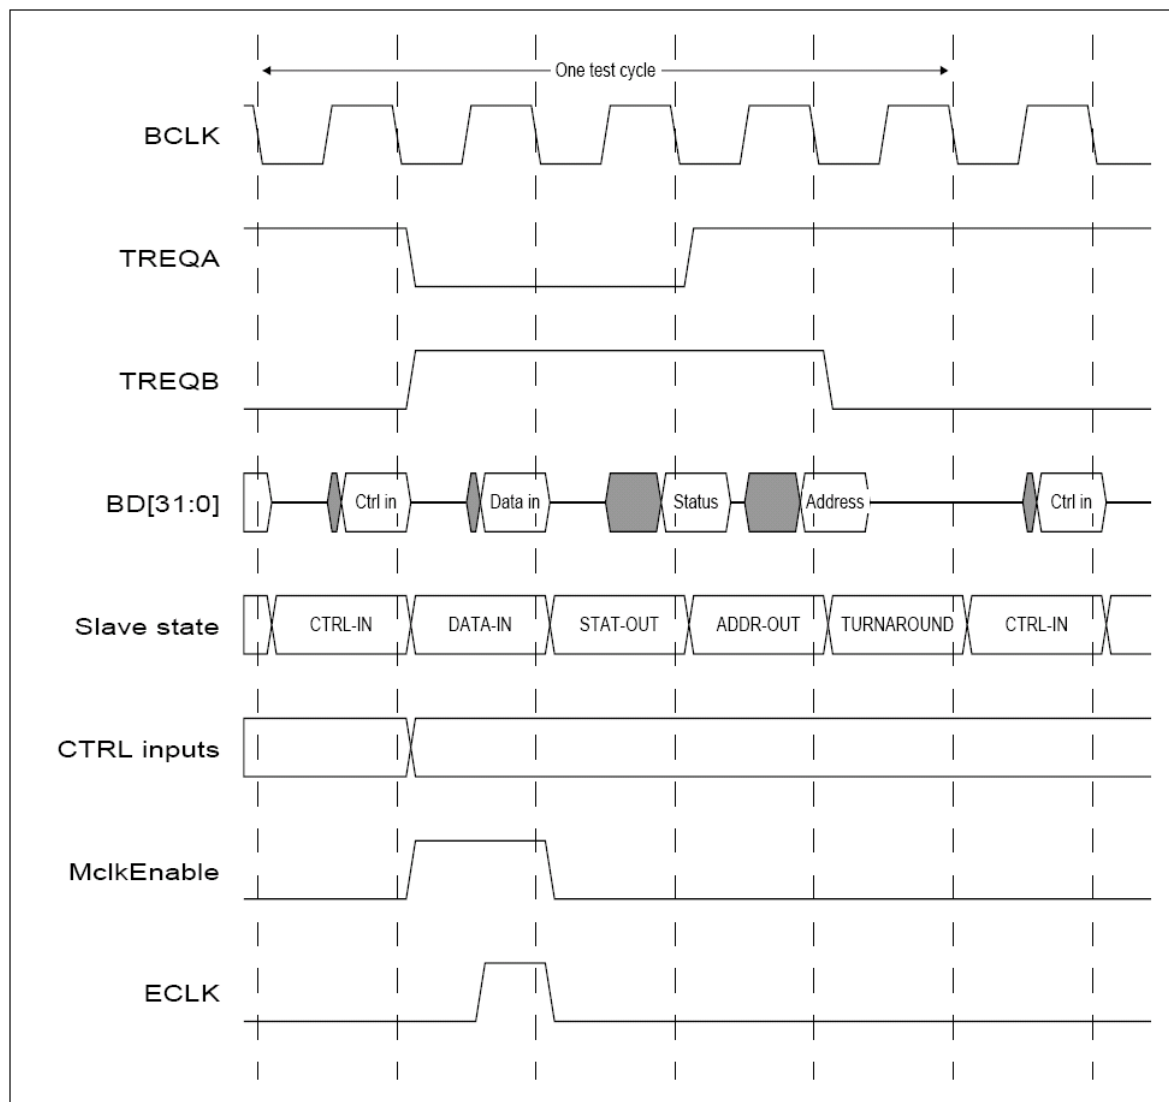 One test cycle
BCLK
TREQA
TREQB
BD[31:0]
Ctrl in
Data in
Status
Address
Ctrl in
Slave state
CTRL-IN
DATA-IN
STAT-OUT
ADDR-OUT
TURNAROUND
CTRL-IN
CTRL inputs
MclkEnable
ECLK